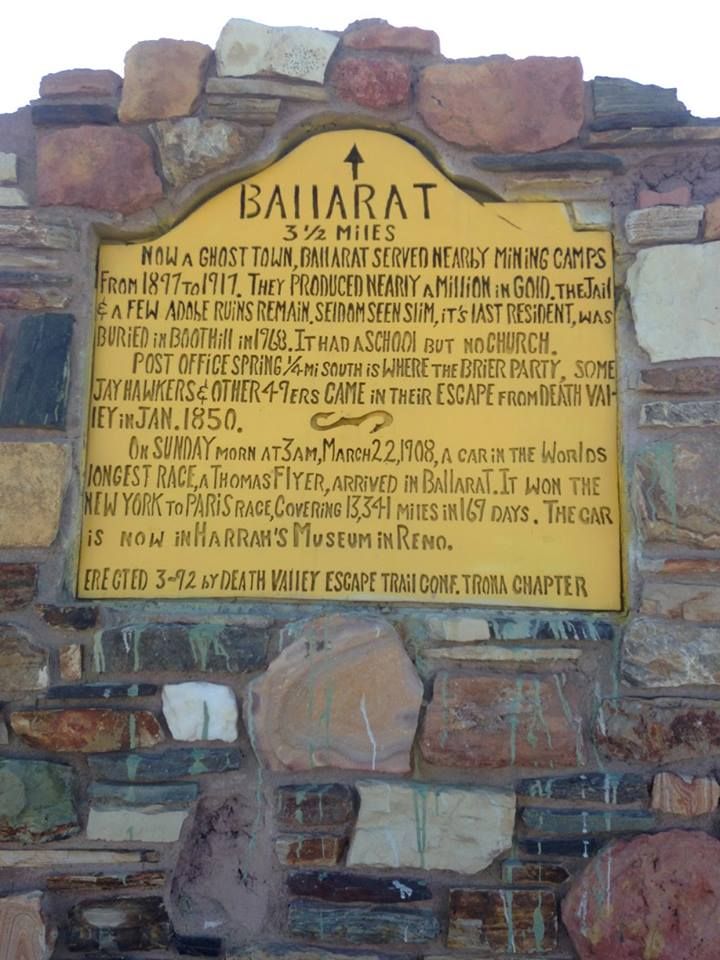 BALLARAT
3 1/2 MILES
NOW A GHOST TOWN, BALLARAT SERVED NEARBY MINING CAMPS
FROM 1897 TO 1917. THEY PRODUCED NEARLY A MILLION IN GOLD. THE JAIL
& A FEW ADOBE RUINS REMAIN. SELDOM SEEN SLIM, IT'S LAST RESIDENT, WAS
BURIED IN BOOTHILL IN 1968. IT HAD A SCHOOL BUT NO CHURCH.
POST OFFICE SPRING 1/4 MI SOUTH IS WHERE THE BRIER PARTY, SOME
JAYHAWKERS & OTHER 49ERS CAME IN THEIR ESCAPE FROM DEATH VAL-
LEY IN JAN. 1850.
ON SUNDAY MORN AT 3 AM, MARCH 22, 1908, A CAR IN THE WORLDS
LONGEST RACE, A THOMAS FLYER, ARRIVED IN BALLARAT. IT WON THE
NEW YORK TO PARIS RACE, COVERING 13,341 MILES IN 169 DAYS. THE CAR
IS NOW IN HARRAH'S MUSEUM IN RENO.
ERECTED 3-92 by DEATH VALLEY ESCAPE TRAIL CONF. TRONA CHAPTER